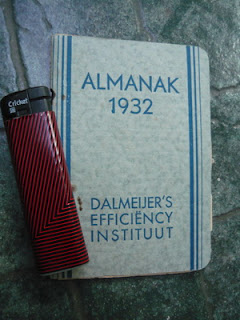 ALMANAK
1932
Cricket
DALMEIJER'S
EFFICIËNCY
INSTITUUT